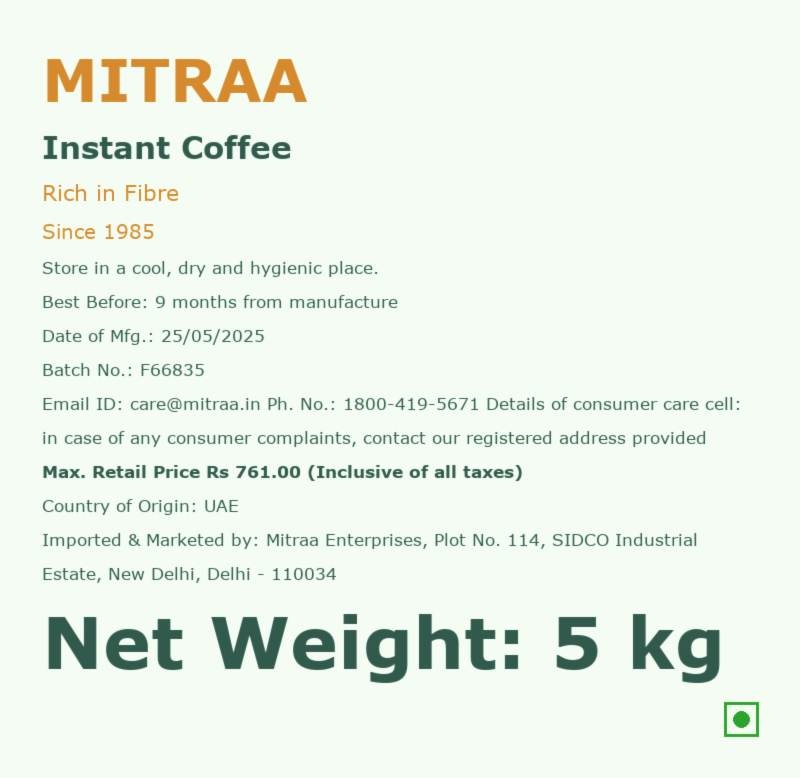 MITRAA
Instant Coffee
Rich in Fibre
Since 1985
Store in a cool, dry and hygienic place.
Best Before: 9 months from manufacture
Date of Mfg.: 25/05/2025
Batch No.: F66835
Email ID: care@mitraa.in Ph. No.: 1800-419-5671 Details of consumer care cell:
in case of any consumer complaints, contact our registered address provided
Max. Retail Price Rs 761.00 (Inclusive of all taxes)
Country of Origin: UAE
Imported & Marketed by: Mitraa Enterprises, Plot No. 114, SIDCO Industrial
Estate, New Delhi, Delhi - 110034
Net Weight: 5 kg